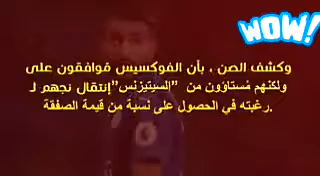 WOW!
وكشف الصن ، بأن الفوكسيس مُوافقون على
إنتقال نجمهم لـ "السيتيزنس" ولكنهم مُستاؤون من
رغبته في الحصول على نسبة من قيمة الصفقة.